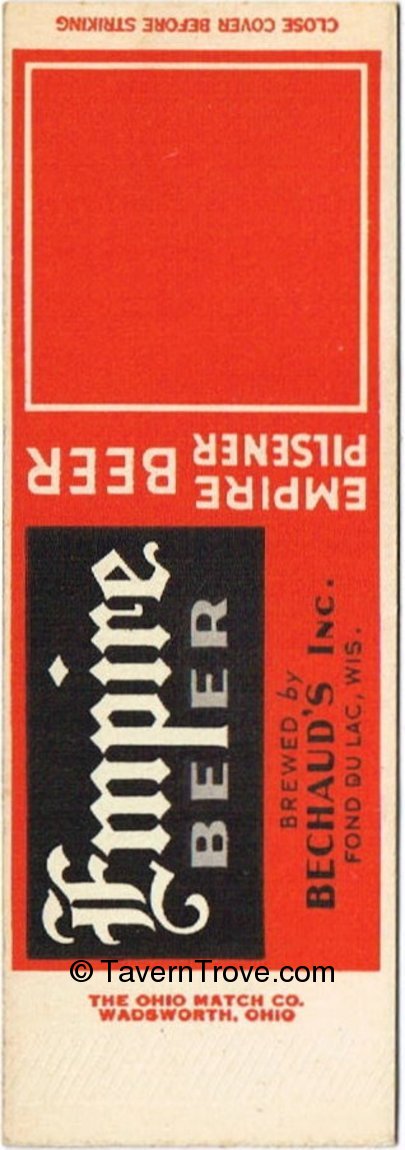 CLOSE COVER BEFORE STRIKING
EMPIRE
PILSENER
BEER
Empire
BEER
BREWED by
BECHAUD'S INC.
FOND DU LAC, WIS.
© TavernTrove.com
THE OHIO MATCH CO.
WADSWORTH, OHIO